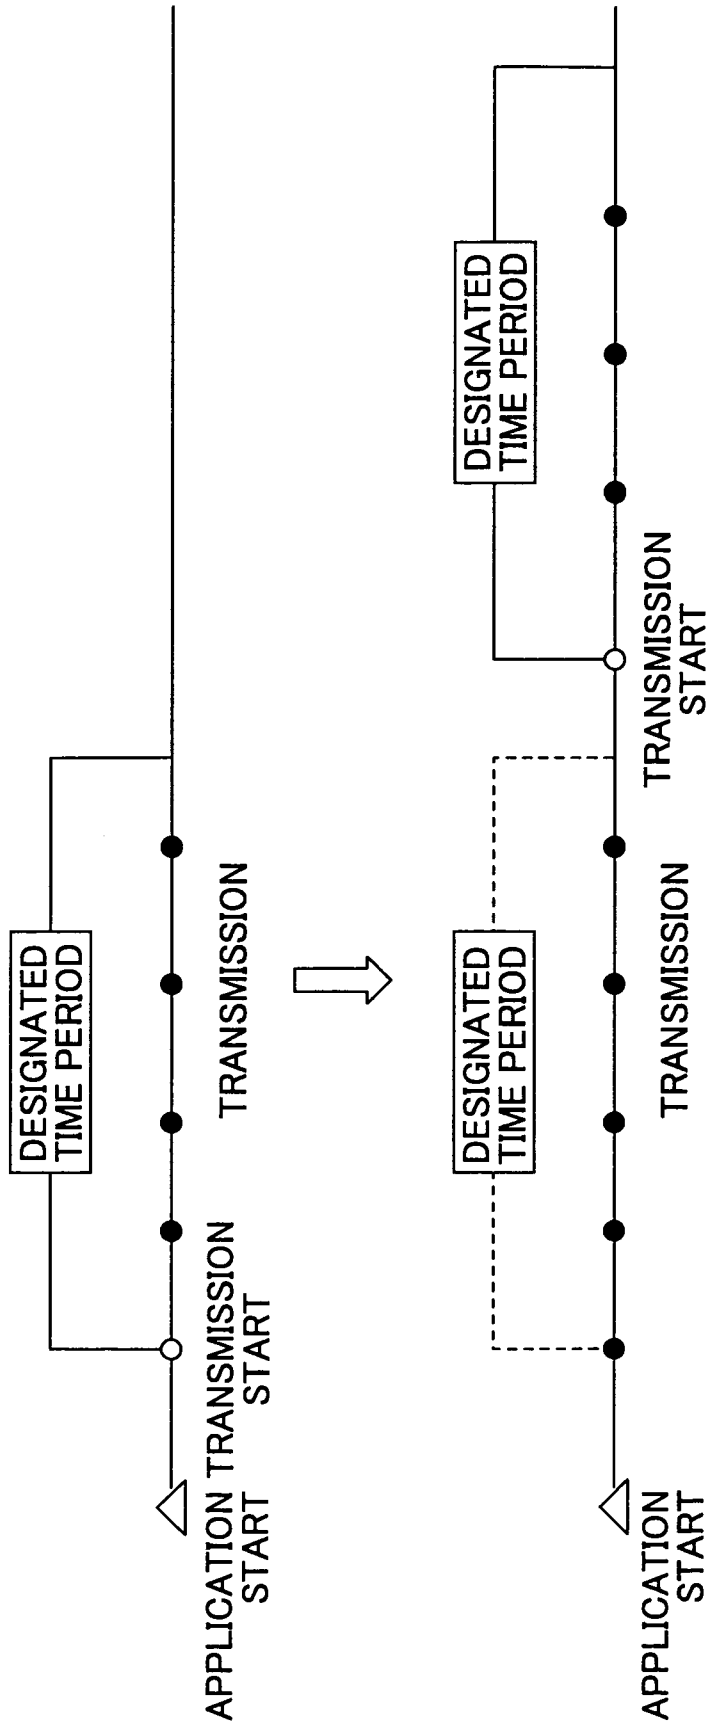 DESIGNATED
TIME PERIOD
APPLICATION
START
TRANSMISSION
START
TRANSMISSION
DESIGNATED
TIME PERIOD
DESIGNATED
TIME PERIOD
APPLICATION
START
TRANSMISSION
TRANSMISSION
START